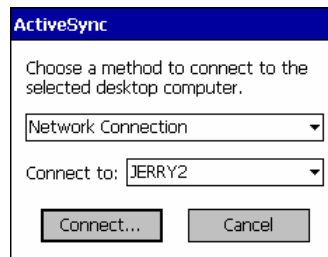 ActiveSync
Choose a method to connect to the
selected desktop computer.
Network Connection
Connect to: JERRY2
Connect... Cancel